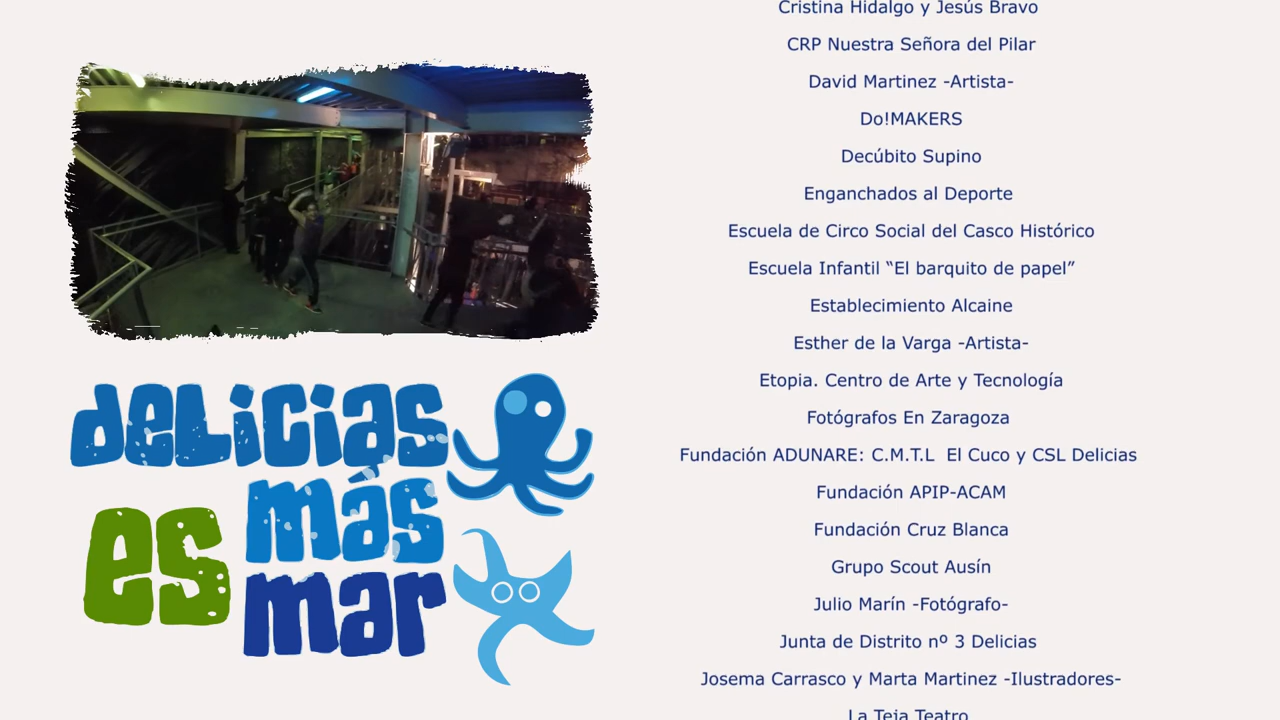 delicias
es
más
mar
Cristina Hidalgo y Jesús Bravo
CRP Nuestra Señora del Pilar
David Martinez -Artista-
Do!MAKERS
Decúbito Supino
Enganchados al Deporte
Escuela de Circo Social del Casco Histórico
Escuela Infantil “El barquito de papel”
Establecimiento Alcaine
Esther de la Varga -Artista-
Etopia. Centro de Arte y Tecnología
Fotógrafos En Zaragoza
Fundación ADUNARE: C.M.T.L  El Cuco y CSL Delicias
Fundación APIP-ACAM
Fundación Cruz Blanca
Grupo Scout Ausín
Julio Marín -Fotógrafo-
Junta de Distrito nº 3 Delicias
Josema Carrasco y Marta Martinez -Ilustradores-
La Teja Teatro